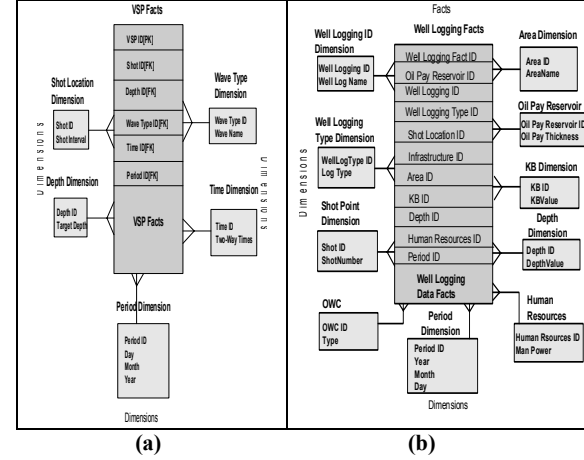 VSP Facts
VSP ID[PK]
Shot ID[FK]
Depth ID[FK]
Wave Type ID[FK]
Time ID[FK]
Period ID[FK]
VSP Facts
Shot Location
Dimension
Shot ID
Shot Interval
Depth Dimension
Depth ID
Target Depth
Wave Type
Dimension
Wave Type ID
Wave Name
Time Dimension
Time ID
Two-Way Times
Period Dimension
Period ID
Day
Month
Year
Dimensions
Dimensions
Dimensions
(a)
Facts
Well Logging Facts
Well Logging Fact ID
Oil Pay Reservoir ID
Well Logging ID
Well Logging Type ID
Shot Location ID
Infrastructure ID
Area ID
KB ID
Depth ID
Human Resources ID
Period ID
Well Logging
Data Facts
Well Logging ID
Dimension
Well Logging ID
Well Log Name
Well Logging
Type Dimension
WellLogType ID
Log Type
Shot Point
Dimension
Shot ID
ShotNumber
OWC
OWC ID
Type
Area Dimension
Area ID
AreaName
Oil Pay Reservoir
Oil Pay Reservoir ID
Oil Pay Thickness
KB Dimension
KB ID
KBValue
Depth
Dimension
Depth ID
DepthValue
Human
Resources
Human Rsources ID
Man Power
Period
Dimension
Period ID
Year
Month
Day
Dimensions
Dimensions
(b)